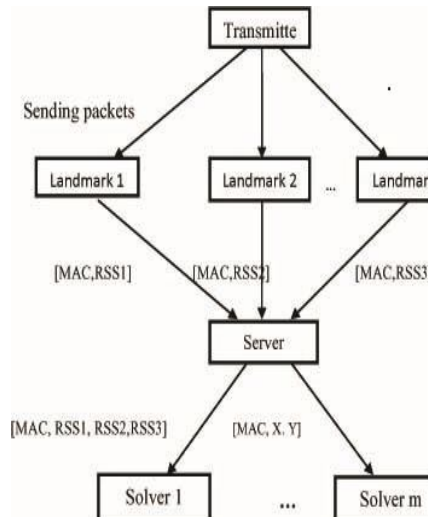 Transmitte
Sending packets
Landmark 1
Landmark 2
...
Landmar
[MAC,RSS1]
[MAC,RSS2]
[MAC,RSS3
Server
[MAC, RSS1, RSS2,RSS3]
[MAC, X. Y]
Solver 1
...
Solver m